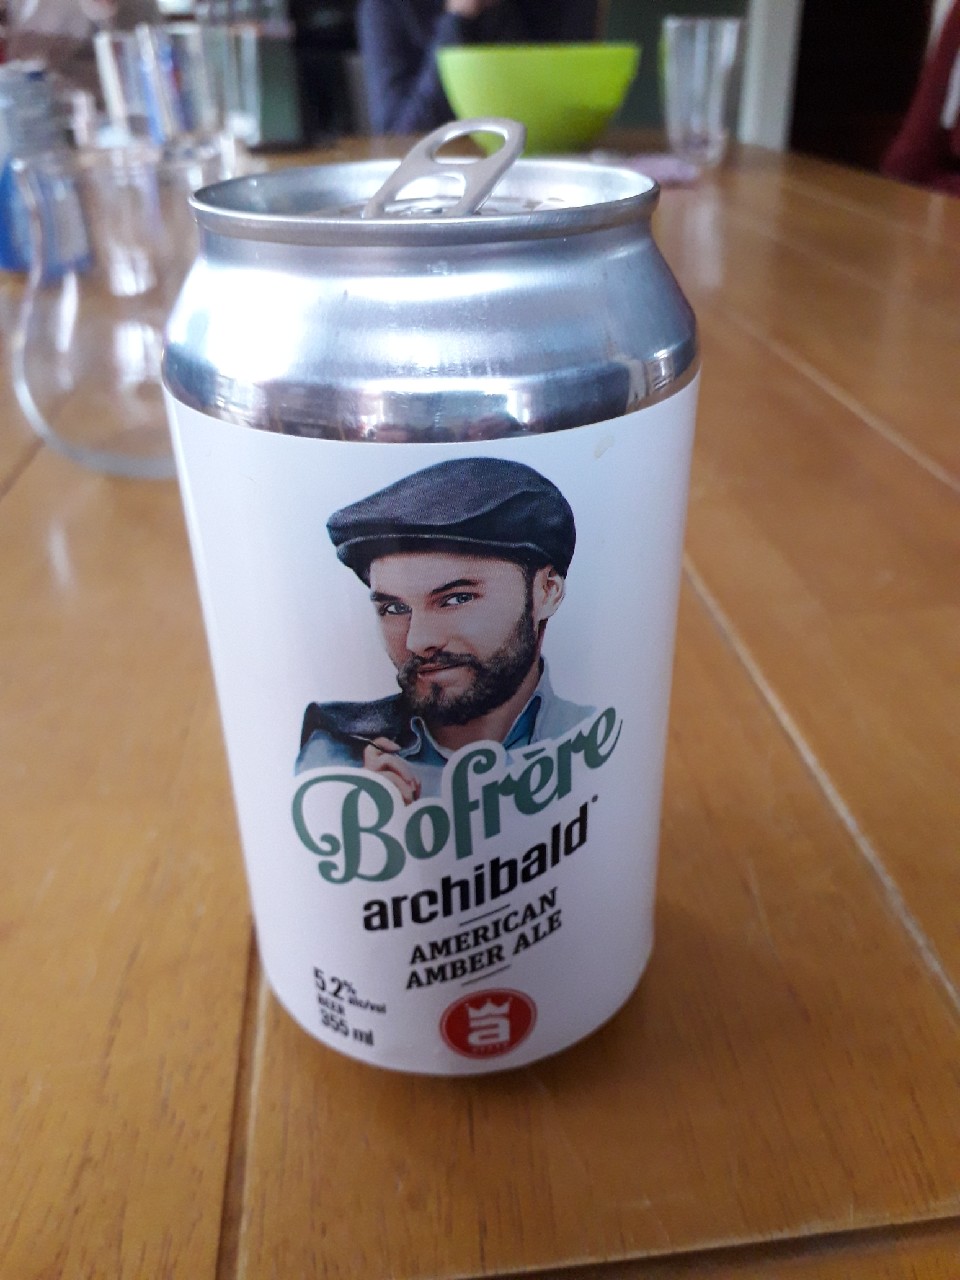 Bofrère
archibald
AMERICAN
AMBER ALE
5.2%
alc/vol
BEER
355 ml
a